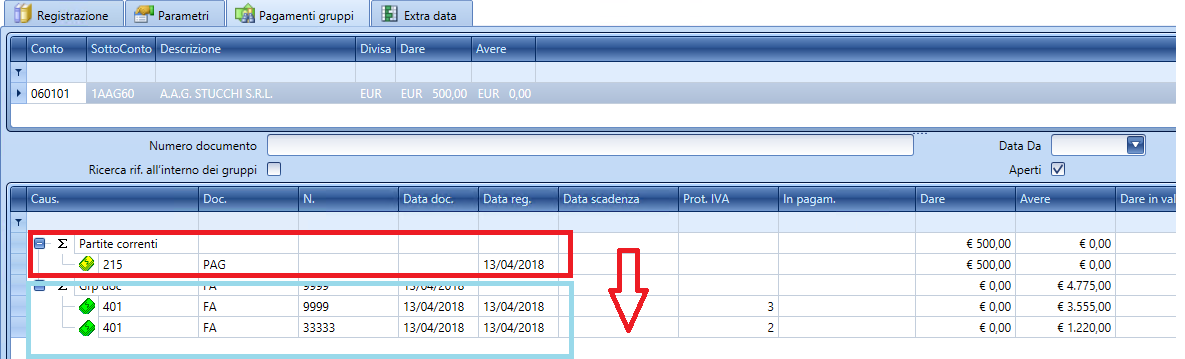 Registrazione Parametri Pagamenti gruppi Extra data
Conto SottoConto Descrizione Divisa Dare Avere
060101 1AAG60 A.A.G. STUCCHI S.R.L. EUR EUR 500,00 EUR 0,00
Numero documento Data Da
Ricerca rif. all'interno dei gruppi Aperti
Caus. Doc. N. Data doc. Data reg. Data scadenza Prot. IVA In pagam. Dare Avere Dare in val
Σ Partite correnti € 500,00 € 0,00
215 PAG 13/04/2018 € 500,00 € 0,00
Σ Grp doc FA 9999 13/04/2018 € 0,00 € 4.775,00
401 FA 9999 13/04/2018 13/04/2018 3 € 0,00 € 3.555,00
401 FA 33333 13/04/2018 13/04/2018 2 € 0,00 € 1.220,00